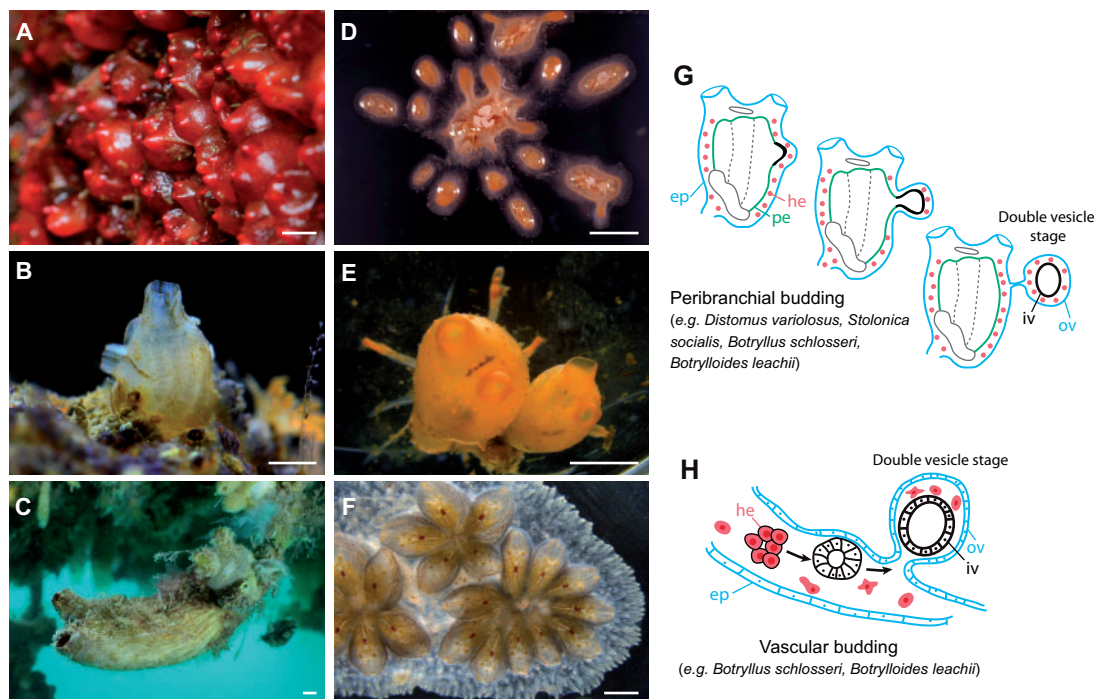 A
B
C
D
E
F
G
ep
he
pe
Double vesicle
stage
iv
ov
Peribranchial budding
(e.g. Distomus variolosus, Stolonica
socialis, Botryllus schlosseri,
Botrylloides leachii)
H
Double vesicle stage
he
ov
iv
ep
Vascular budding
(e.g. Botryllus schlosseri, Botrylloides leachii)